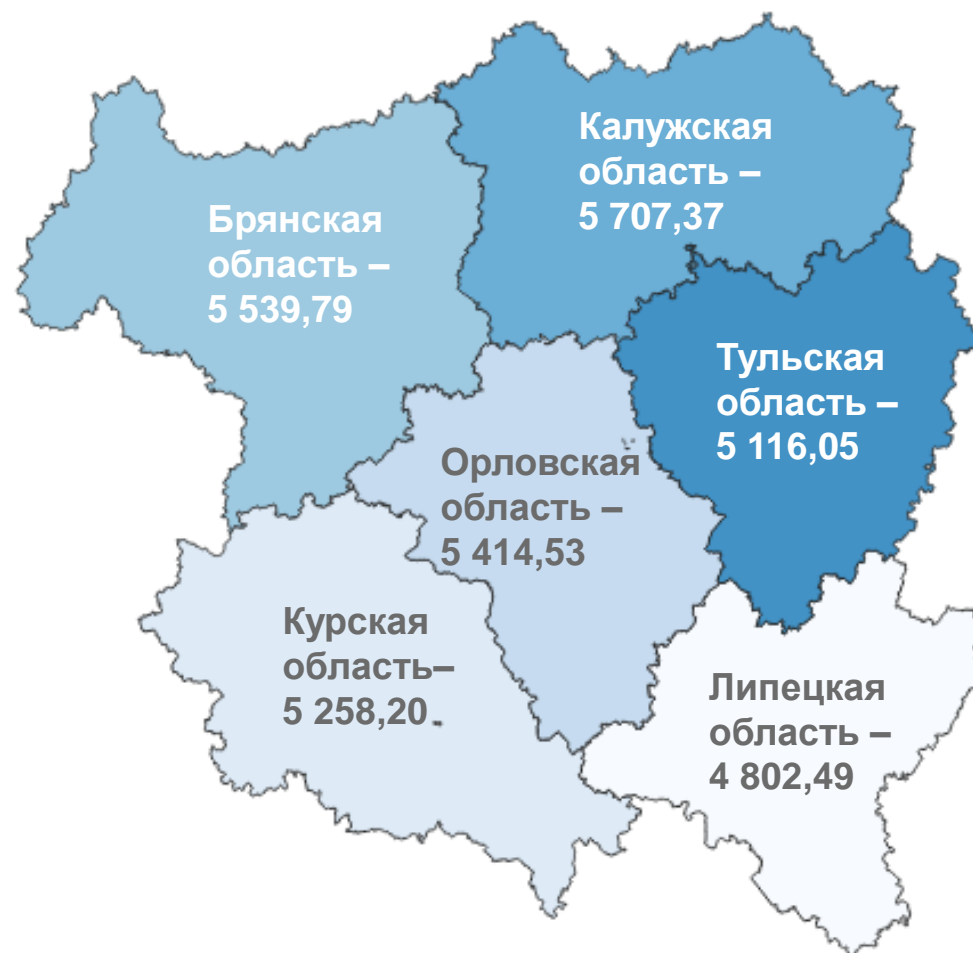 Калужская
область –
5 707,37
Брянская
область –
5 539,79
Тульская
область –
5 116,05
Орловская
область –
5 414,53
Курская
область–
5 258,20
Липецкая
область –
4 802,49